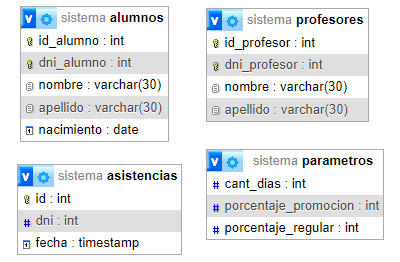 sistema alumnos
id_alumno : int
dni_alumno : int
nombre : varchar(30)
apellido : varchar(30)
nacimiento : date
sistema profesores
id_profesor : int
dni_profesor : int
nombre : varchar(30)
apellido : varchar(30)
sistema asistencias
id : int
dni : int
fecha : timestamp
sistema parametros
cant_dias : int
porcentaje_promocion : int
porcentaje_regular : int